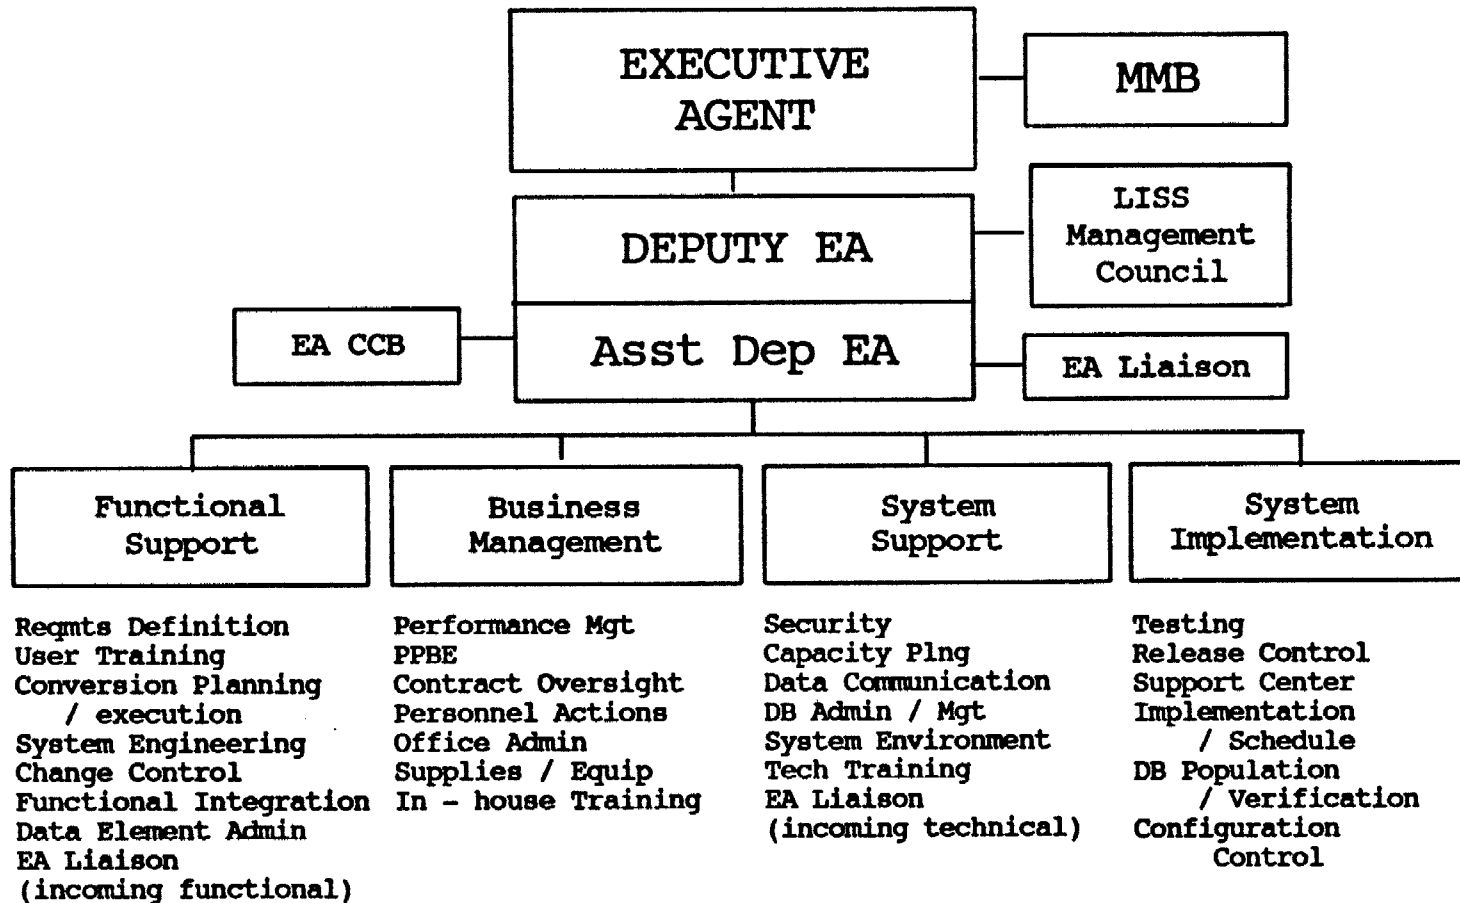 EXECUTIVE
AGENT
MMB
LISS
Management
Council
DEPUTY EA
EA CCB
Asst Dep EA
EA Liaison
Functional
Support
Business
Management
System
Support
System
Implementation
Reqmts Definition
User Training
Conversion Planning
/ execution
System Engineering
Change Control
Functional Integration
Data Element Admin
EA Liaison
(incoming functional)
Performance Mgt
PPBE
Contract Oversight
Personnel Actions
Office Admin
Supplies / Equip
In - house Training
Security
Capacity Plng
Data Communication
DB Admin / Mgt
System Environment
Tech Training
EA Liaison
(incoming technical)
Testing
Release Control
Support Center
Implementation
/ Schedule
DB Population
/ Verification
Configuration
Control